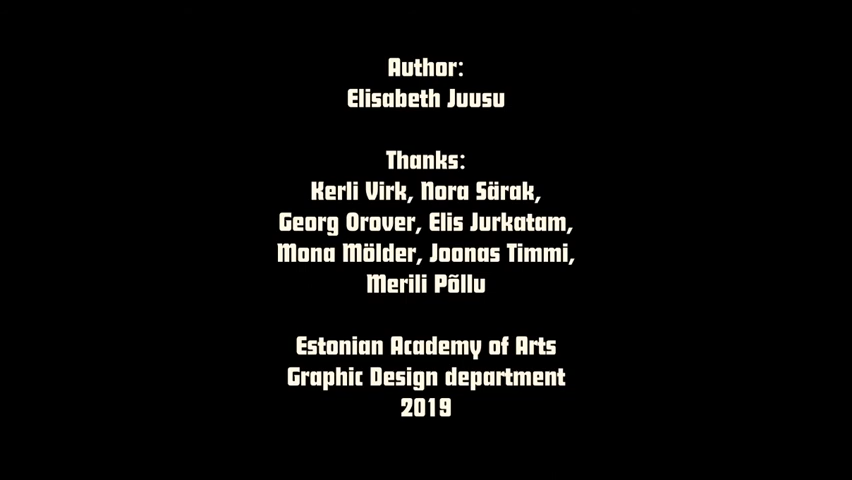 Author:
Elisabeth Juusu
Thanks:
Kerli Virk, Nora Särak,
Georg Orover, Elis Jurkatam,
Mona Mölder, Joonas Timmi,
Merili Põllu
Estonian Academy of Arts
Graphic Design department
2019